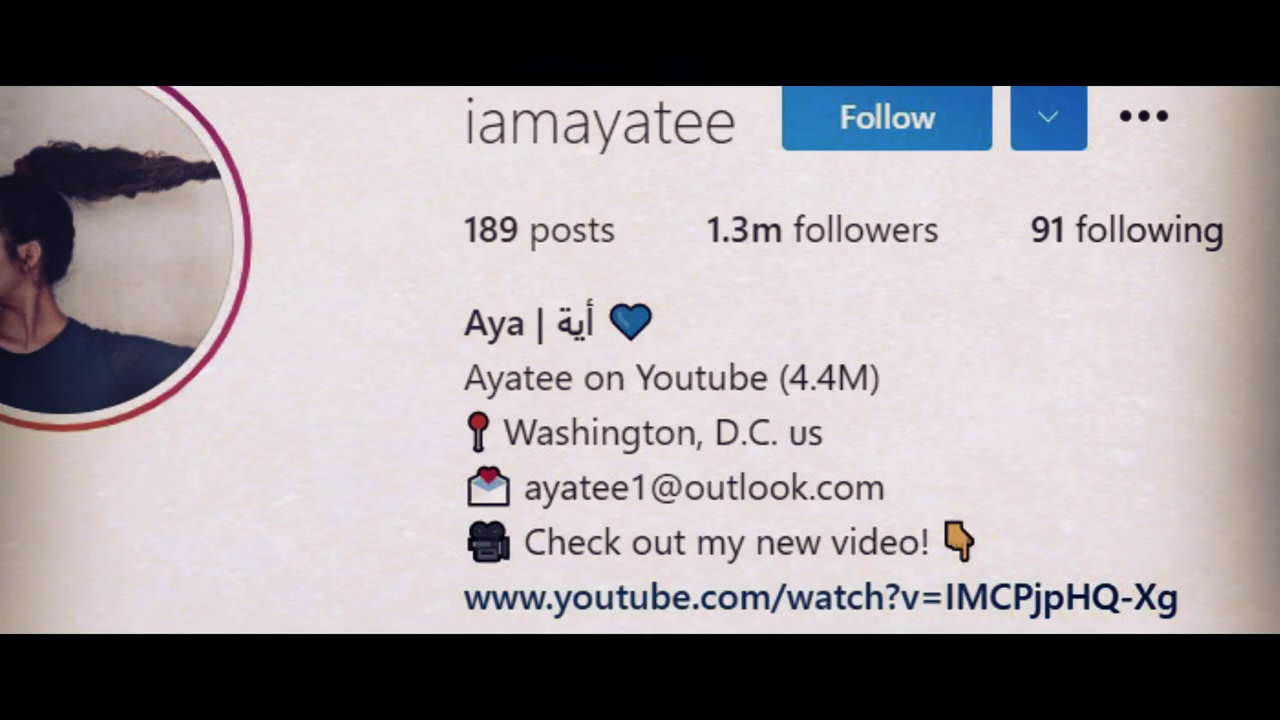 iamayatee Follow •••
189 posts 1.3m followers 91 following
Aya | أية 💙
Ayatee on Youtube (4.4M)
📍 Washington, D.C. us
💌 ayatee1@outlook.com
🎥 Check out my new video! 👇
www.youtube.com/watch?v=IMCPjpHQ-Xg